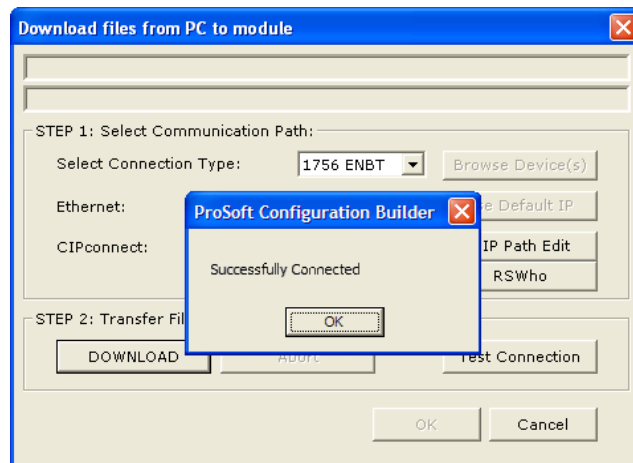 Download files from PC to module
STEP 1: Select Communication Path:
Select Connection Type:
1756 ENBT
Browse Device(s)
Ethernet:
Default IP
CIPconnect:
IP Path Edit
RSWho
ProSoft Configuration Builder
Successfully Connected
OK
STEP 2: Transfer
DOWNLOAD
Abort
Test Connection
OK
Cancel